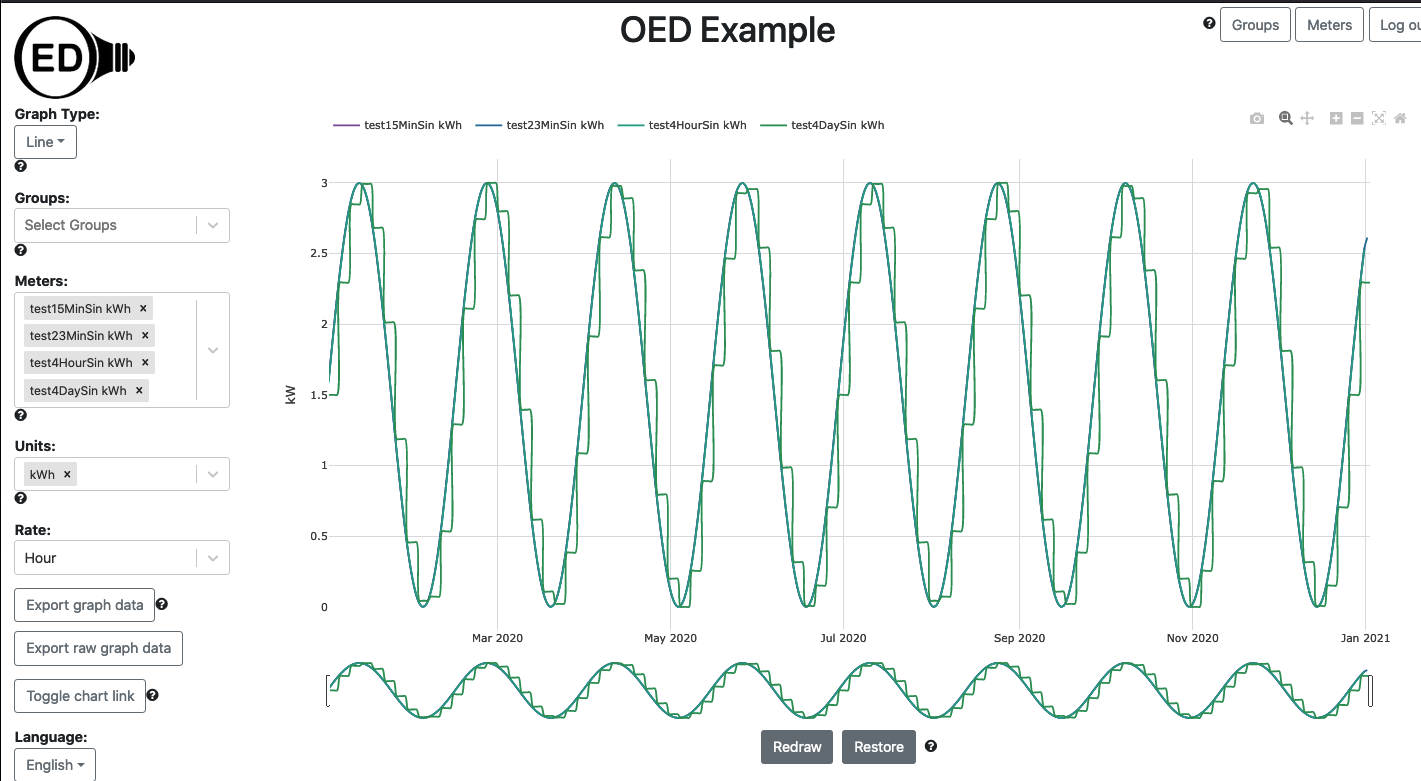 OED Example
Groups
Meters
ED
Graph Type:
Line
Groups:
Select Groups
Meters:
test15MinSin kWh
test23MinSin kWh
test4HourSin kWh
test4DaySin kWh
Units:
kWh
Rate:
Hour
Export graph data
Export raw graph data
Toggle chart link
Language:
English
test15MinSin kWh test23MinSin kWh test4HourSin kWh test4DaySin kWh
kW
3
2.5
2
1.5
1
0.5
0
Mar 2020 May 2020 Jul 2020 Sep 2020 Nov 2020 Jan 2021
Redraw Restore
Log ou